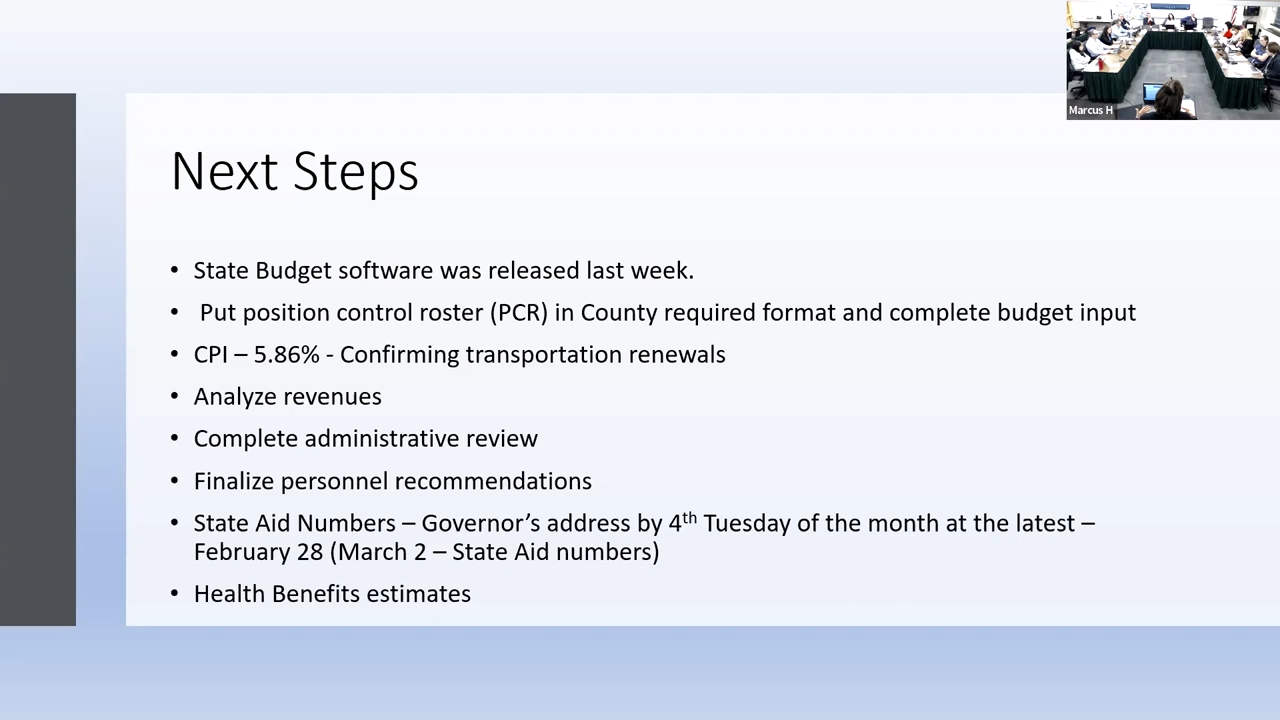 Marcus H
Next Steps
• State Budget software was released last week.
• Put position control roster (PCR) in County required format and complete budget input
• CPI – 5.86% - Confirming transportation renewals
• Analyze revenues
• Complete administrative review
• Finalize personnel recommendations
• State Aid Numbers – Governor’s address by 4th Tuesday of the month at the latest –
February 28 (March 2 – State Aid numbers)
• Health Benefits estimates